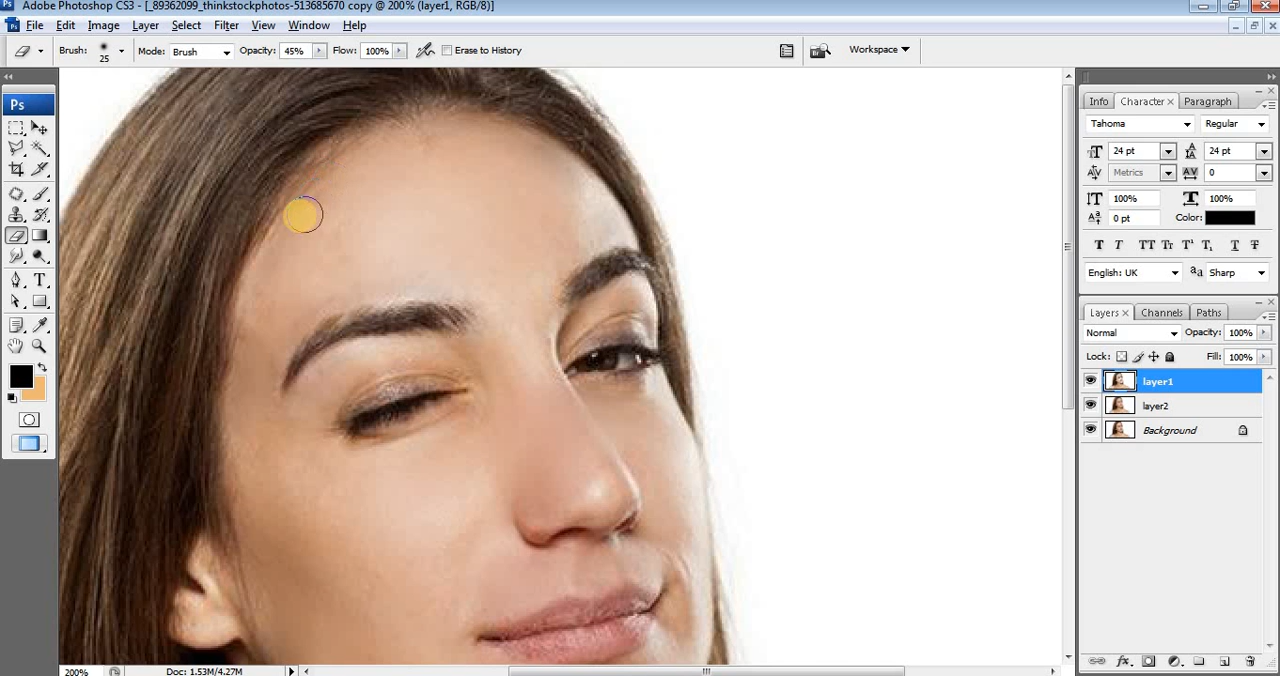 Adobe Photoshop CS3 - [_89362099_thinkstockphotos-513685670 copy @ 200% (layer1, RGB/8)]
File Edit Image Layer Select Filter View Window Help
Brush: 25 Mode: Brush Opacity: 45% Flow: 100% Erase to History Workspace
Ps
Info Character Paragraph
Tahoma Regular
24 pt 24 pt
Metrics 0
100% 100%
0 pt Color:
English: UK Sharp
Layers Channels Paths
Normal Opacity: 100%
Lock: Fill: 100%
layer1
layer2
Background
200% Doc: 1.53M/4.27M